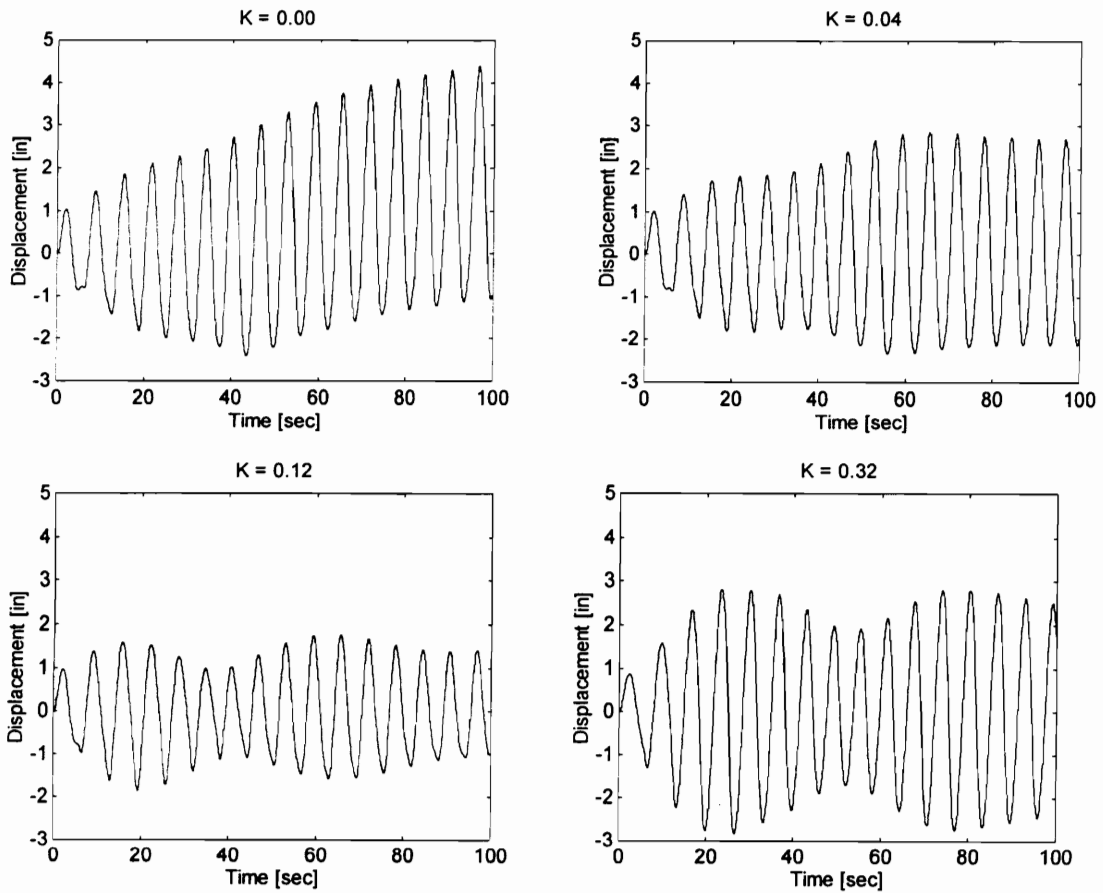 K = 0.00
5
4
3
2
1
0
-1
-2
-3
Displacement [in]
0 20 40 60 80 100
Time [sec]
K = 0.04
5
4
3
2
1
0
-1
-2
-3
Displacement [in]
0 20 40 60 80 100
Time [sec]
K = 0.12
5
4
3
2
1
0
-1
-2
-3
Displacement [in]
0 20 40 60 80 100
Time [sec]
K = 0.32
5
4
3
2
1
0
-1
-2
-3
Displacement [in]
0 20 40 60 80 100
Time [sec]